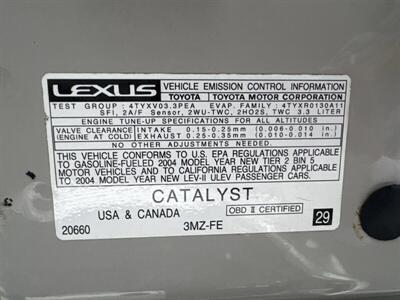 LEXUS VEHICLE EMISSION CONTROL INFORMATION
TOYOTA TOYOTA MOTOR CORPORATION
TEST GROUP : 4TYXV03.3PEA EVAP. FAMILY : 4TYXR0130A11
SFI, 2A/F Sensor, 2WU-TWC, 2HO2S, TWC 3.3 LITER
ENGINE TUNE-UP SPECIFICATIONS FOR ALL ALTITUDES
VALVE CLEARANCE INTAKE 0.15-0.25mm (0.006-0.010 in)
(ENGINE AT COLD) EXHAUST 0.25-0.35mm (0.010-0.014 in)
NO OTHER ADJUSTMENTS NEEDED.
THIS VEHICLE CONFORMS TO U.S. EPA REGULATIONS APPLICABLE
TO GASOLINE-FUELED 2004 MODEL YEAR NEW TIER 2 BIN 5
MOTOR VEHICLES AND TO CALIFORNIA REGULATIONS APPLICABLE
TO 2004 MODEL YEAR NEW LEV-II ULEV PASSENGER CARS.
CATALYST
USA & CANADA OBD II CERTIFIED
20660 3MZ-FE 29